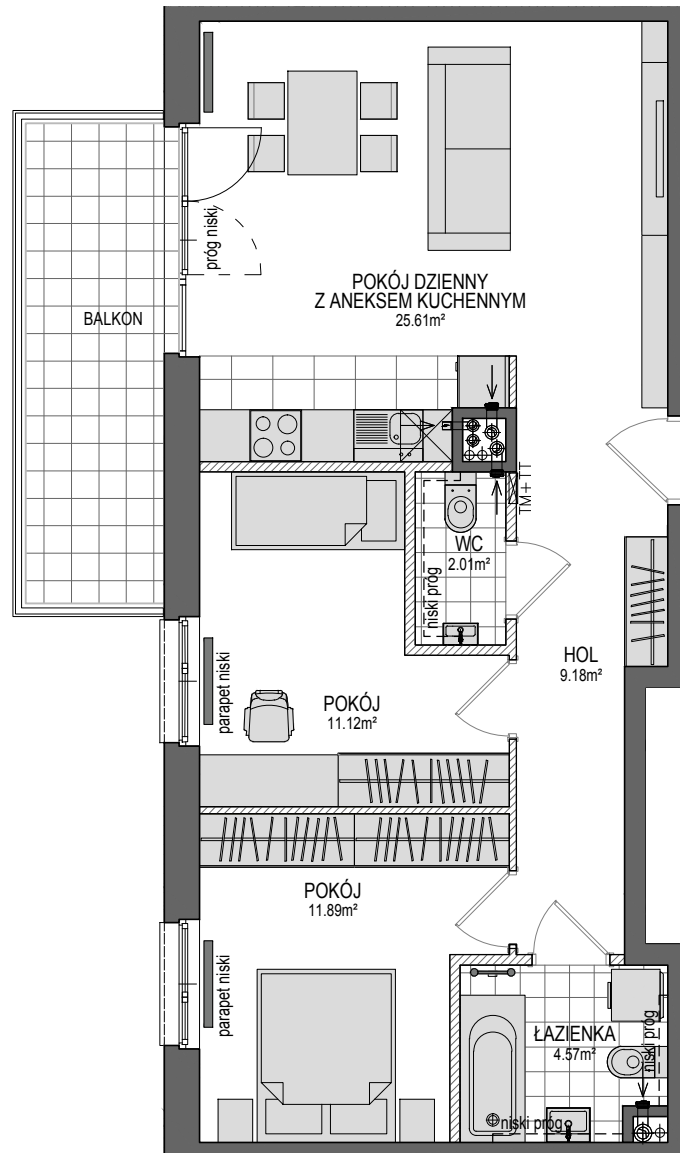 próg niski
POKÓJ DZIENNY
Z ANEKSEM KUCHENNYM
25.61m²
BALKON
TM + TT
WC
2.01m²
niski próg
HOL
9.18m²
parapet niski
POKÓJ
11.12m²
POKÓJ
11.89m²
parapet niski
ŁAZIENKA
4.57m²
niski próg
niski próg